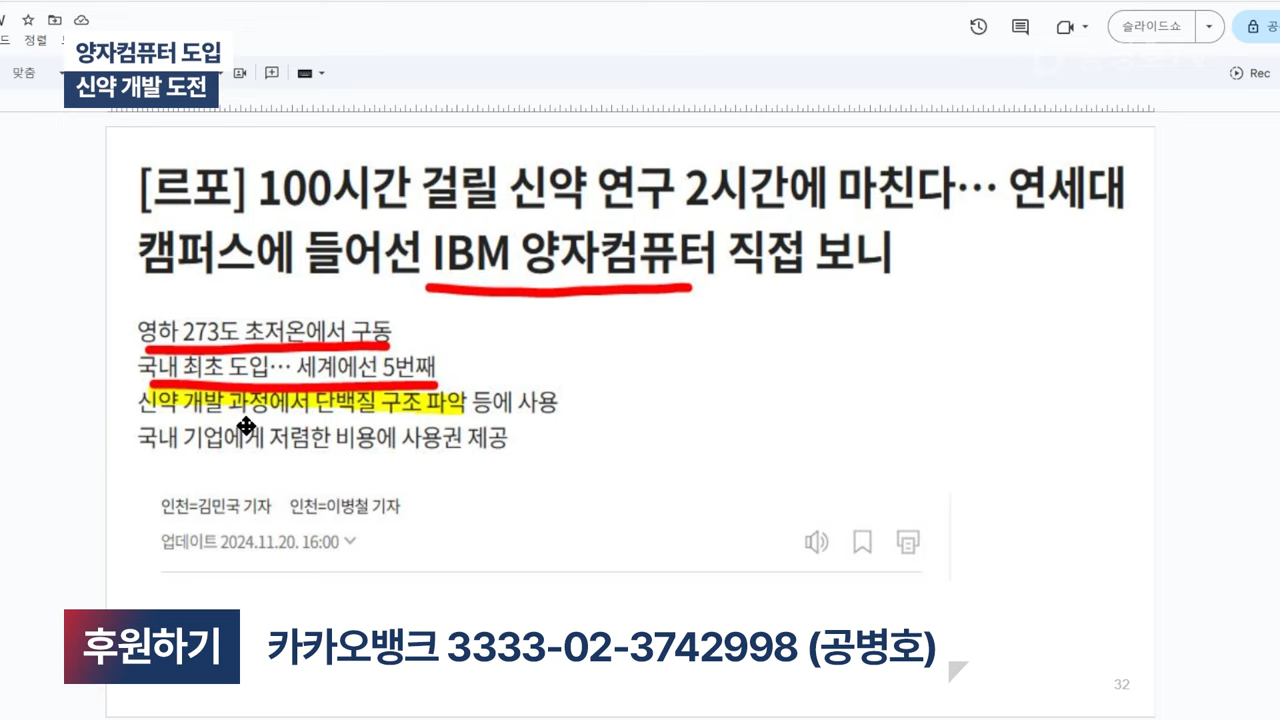 정렬
맞춤
슬라이드쇼
Rec
양자컴퓨터 도입
신약 개발 도전
[르포] 100시간 걸릴 신약 연구 2시간에 마친다… 연세대
캠퍼스에 들어선 IBM 양자컴퓨터 직접 보니
영하 273도 초저온에서 구동
국내 최초 도입… 세계에선 5번째
신약 개발 과정에서 단백질 구조 파악 등에 사용
국내 기업에게 저렴한 비용에 사용권 제공
인천=김민국 기자 인천=이병철 기자
업데이트 2024.11.20. 16:00
후원하기
카카오뱅크 3333-02-3742998 (공병호)
32